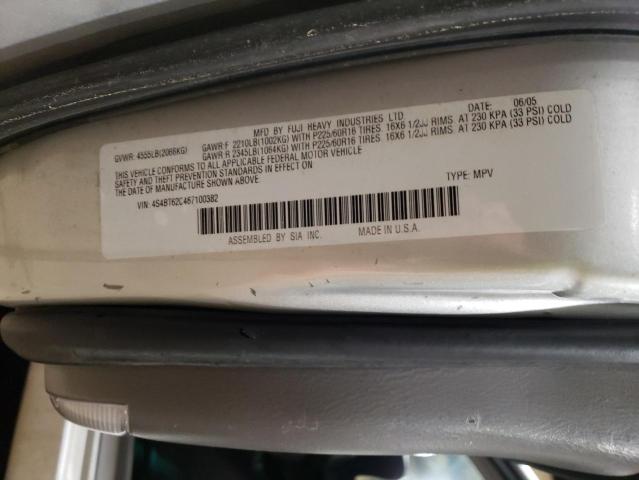 MFD BY FUJI HEAVY INDUSTRIES LTD. DATE: 06/05
GVWR: 4555LB(2066KG) GAWR:F 2210LB(1002KG) WITH P225/60R16 TIRES 16X6 1/2JJ RIMS. AT 230 KPA (33 PSI) COLD
GAWR:R 2345LB(1064KG) WITH P225/60R16 TIRES 16X6 1/2JJ RIMS. AT 230 KPA (33 PSI) COLD
THIS VEHICLE CONFORMS TO ALL APPLICABLE FEDERAL MOTOR VEHICLE
SAFETY AND THEFT PREVENTION STANDARDS IN EFFECT ON
THE DATE OF MANUFACTURE SHOWN ABOVE.
VIN: 4S4BT62C467100382 TYPE: MPV
ASSEMBLED BY SIA INC. MADE IN U.S.A.